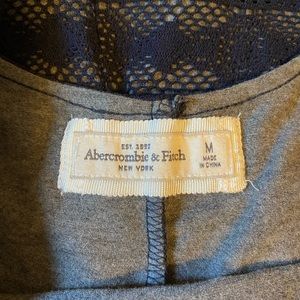 EST. 1892
Abercrombie & Fitch
NEW YORK
M
MADE
IN CHINA